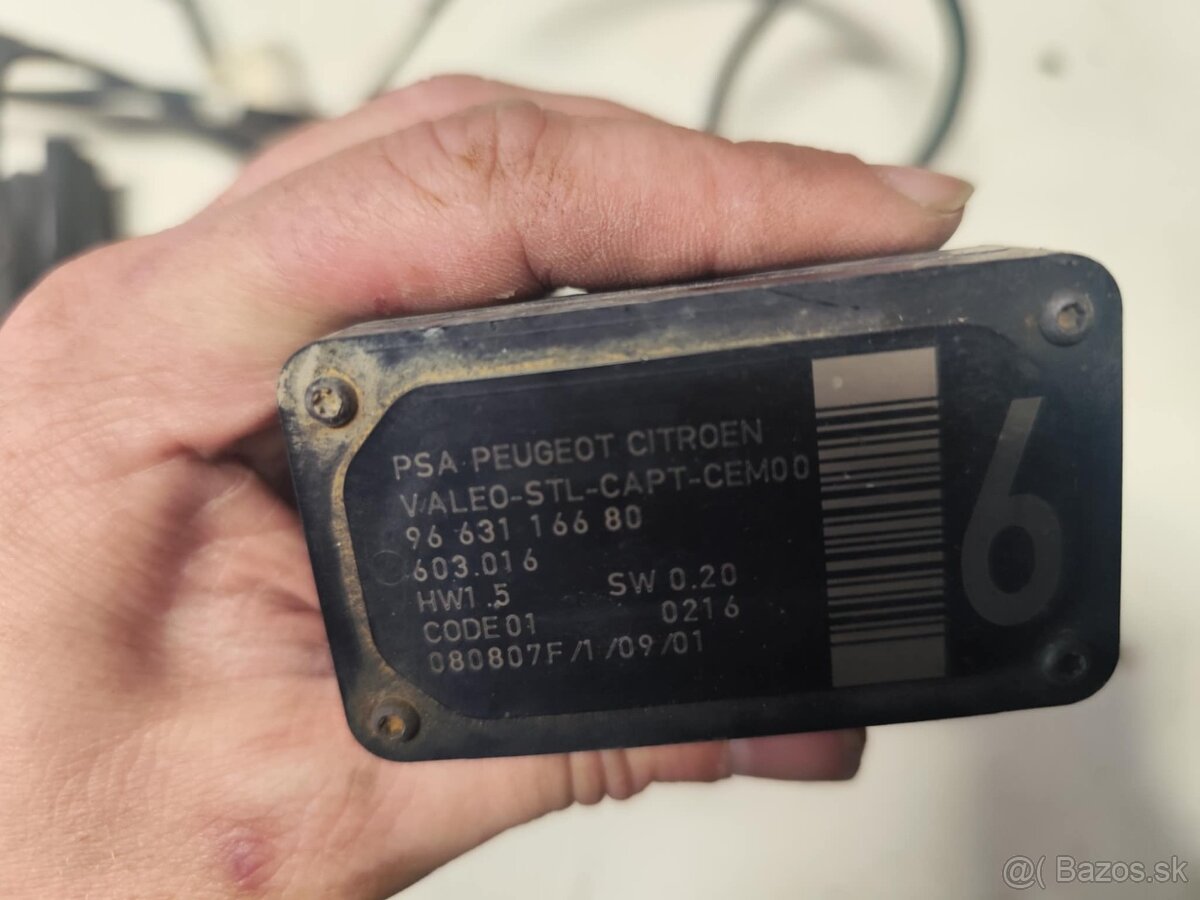 PSA PEUGEOT CITROEN
VALEO-STL-CAPT-CEM00
96 631 166 80
603.016
HW1.5 SW 0.20
CODE 01 0216
080807F/1/09/01
6
@( Bazos.sk